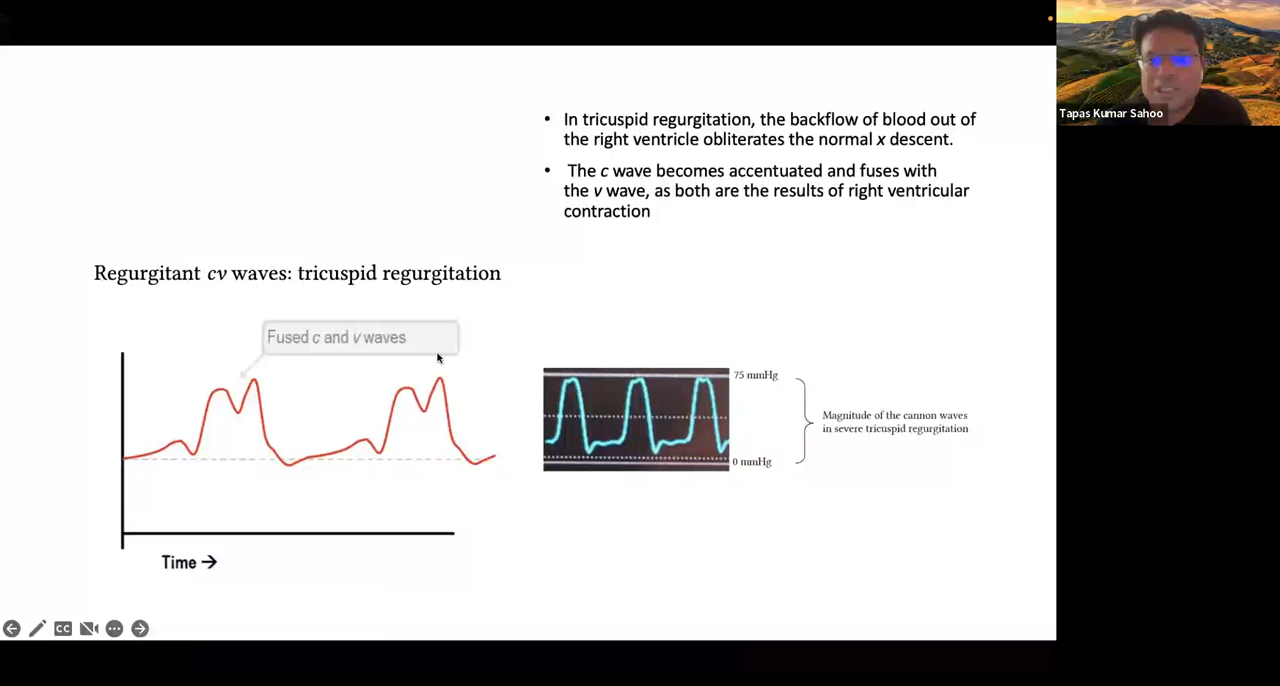 Tapas Kumar Sahoo
• In tricuspid regurgitation, the backflow of blood out of
the right ventricle obliterates the normal x descent.
• The c wave becomes accentuated and fuses with
the v wave, as both are the results of right ventricular
contraction
Regurgitant cv waves: tricuspid regurgitation
Fused c and v waves
75 mmHg
Magnitude of the cannon waves
in severe tricuspid regurgitation
0 mmHg
Time →
CC